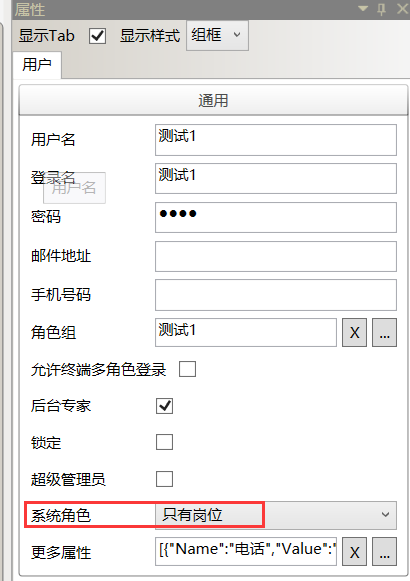 属性
显示Tab 显示样式 组框
用户
通用
用户名 测试1
登录名 测试1
用户名
密码 ●●●●
邮件地址
手机号码
角色组 测试1 X ...
允许终端多角色登录
后台专家
锁定
超级管理员
系统角色 只有岗位
更多属性 [{"Name":"电话","Value":" X ...